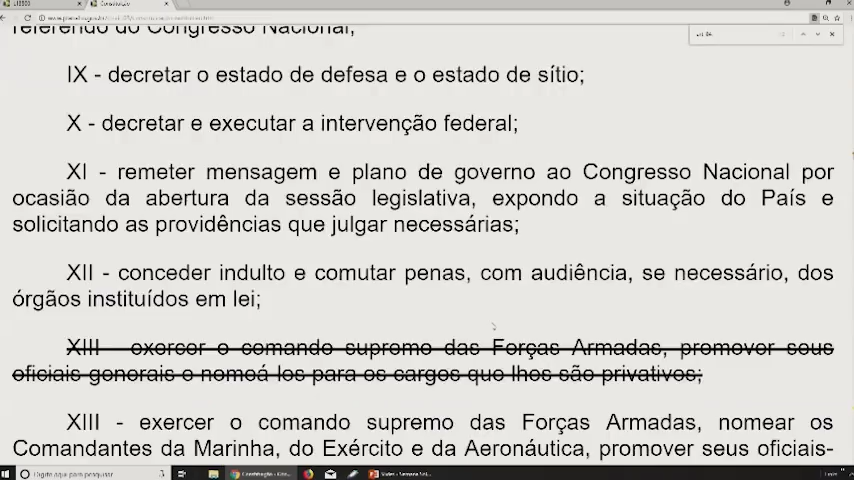 Constituição
referendo do Congresso Nacional;
IX - decretar o estado de defesa e o estado de sítio;
X - decretar e executar a intervenção federal;
XI - remeter mensagem e plano de governo ao Congresso Nacional por
ocasião da abertura da sessão legislativa, expondo a situação do País e
solicitando as providências que julgar necessárias;
XII - conceder indulto e comutar penas, com audiência, se necessário, dos
órgãos instituídos em lei;
XIII - exercer o comando supremo das Forças Armadas, promover seus
oficiais-generais e nomeá-los para os cargos que lhes são privativos;
XIII - exercer o comando supremo das Forças Armadas, nomear os
Comandantes da Marinha, do Exército e da Aeronáutica, promover seus oficiais-
Digite aqui para pesquisar